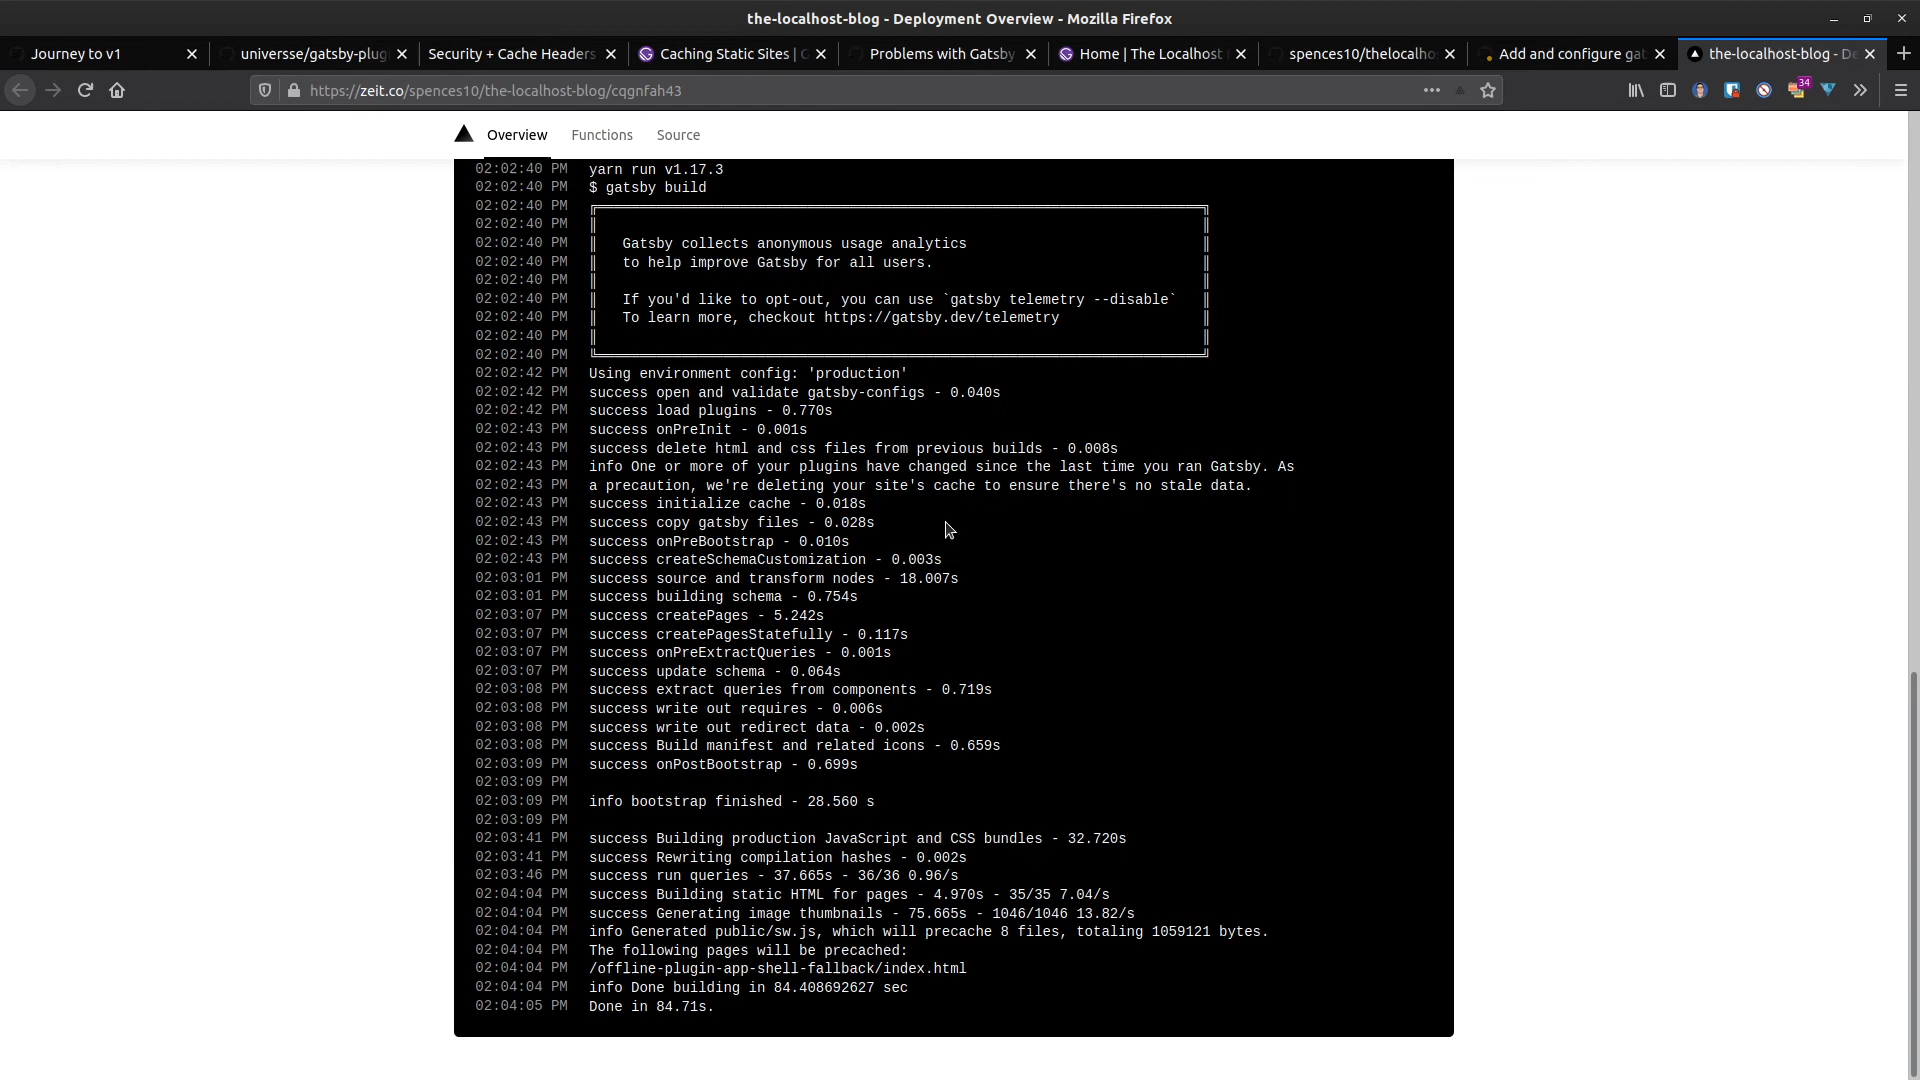 the-localhost-blog - Deployment Overview - Mozilla Firefox
Journey to v1
universse/gatsby-plug
Security + Cache Headers
Caching Static Sites | G
Problems with Gatsby
Home | The Localhost
spences10/thelocalho
Add and configure gat
the-localhost-blog - De
https://zeit.co/spences10/the-localhost-blog/cqgnfah43
34
Overview Functions Source
02:02:40 PM yarn run v1.17.3
02:02:40 PM $ gatsby build
02:02:40 PM
02:02:40 PM
02:02:40 PM Gatsby collects anonymous usage analytics
02:02:40 PM to help improve Gatsby for all users.
02:02:40 PM
02:02:40 PM If you'd like to opt-out, you can use `gatsby telemetry --disable`
02:02:40 PM To learn more, checkout https://gatsby.dev/telemetry
02:02:40 PM
02:02:40 PM
02:02:42 PM Using environment config: 'production'
02:02:42 PM success open and validate gatsby-configs - 0.040s
02:02:42 PM success load plugins - 0.770s
02:02:43 PM success onPreInit - 0.001s
02:02:43 PM success delete html and css files from previous builds - 0.008s
02:02:43 PM info One or more of your plugins have changed since the last time you ran Gatsby. As
02:02:43 PM a precaution, we're deleting your site's cache to ensure there's no stale data.
02:02:43 PM success initialize cache - 0.018s
02:02:43 PM success copy gatsby files - 0.028s
02:02:43 PM success onPreBootstrap - 0.010s
02:02:43 PM success createSchemaCustomization - 0.003s
02:03:01 PM success source and transform nodes - 18.007s
02:03:01 PM success building schema - 0.754s
02:03:07 PM success createPages - 5.242s
02:03:07 PM success createPagesStatefully - 0.117s
02:03:07 PM success onPreExtractQueries - 0.001s
02:03:07 PM success update schema - 0.064s
02:03:08 PM success extract queries from components - 0.719s
02:03:08 PM success write out requires - 0.006s
02:03:08 PM success write out redirect data - 0.002s
02:03:08 PM success Build manifest and related icons - 0.659s
02:03:09 PM success onPostBootstrap - 0.699s
02:03:09 PM
02:03:09 PM info bootstrap finished - 28.560 s
02:03:09 PM
02:03:41 PM success Building production JavaScript and CSS bundles - 32.720s
02:03:41 PM success Rewriting compilation hashes - 0.002s
02:03:46 PM success run queries - 37.665s - 36/36 0.96/s
02:04:04 PM success Building static HTML for pages - 4.970s - 35/35 7.04/s
02:04:04 PM success Generating image thumbnails - 75.665s - 1046/1046 13.82/s
02:04:04 PM info Generated public/sw.js, which will precache 8 files, totaling 1059121 bytes.
02:04:04 PM The following pages will be precached:
02:04:04 PM /offline-plugin-app-shell-fallback/index.html
02:04:04 PM info Done building in 84.408692627 sec
02:04:05 PM Done in 84.71s.